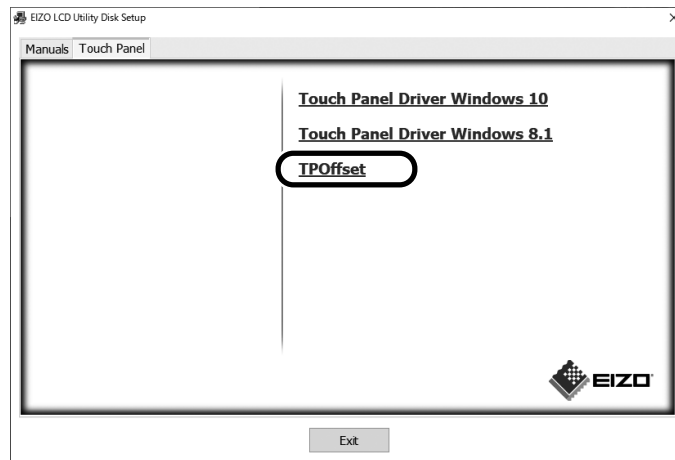 EIZO LCD Utility Disk Setup
Manuals Touch Panel
Touch Panel Driver Windows 10
Touch Panel Driver Windows 8.1
TPOffset
EIZO
Exit